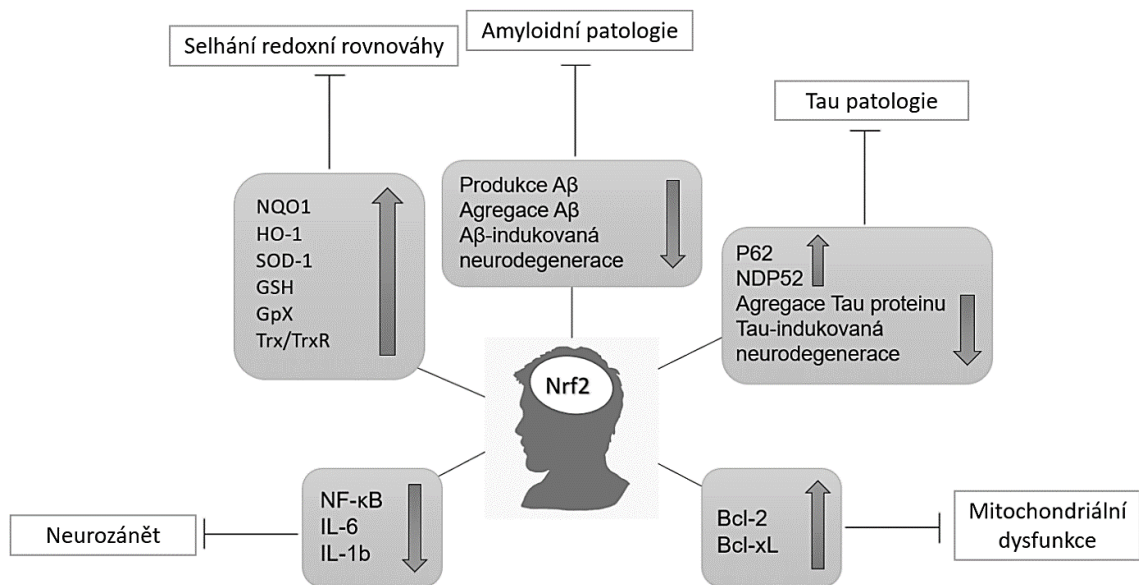 Selhání redoxní rovnováhy
Amyloidní patologie
Tau patologie
NQO1
HO-1
SOD-1
GSH
GpX
Trx/TrxR
Produkce Aβ
Agregace Aβ
Aβ-indukovaná
neurodegenerace
P62
NDP52
Agregace Tau proteinu
Tau-indukovaná
neurodegenerace
Nrf2
Neurozánět
NF-κB
IL-6
IL-1b
Bcl-2
Bcl-xL
Mitochondriální
dysfunkce